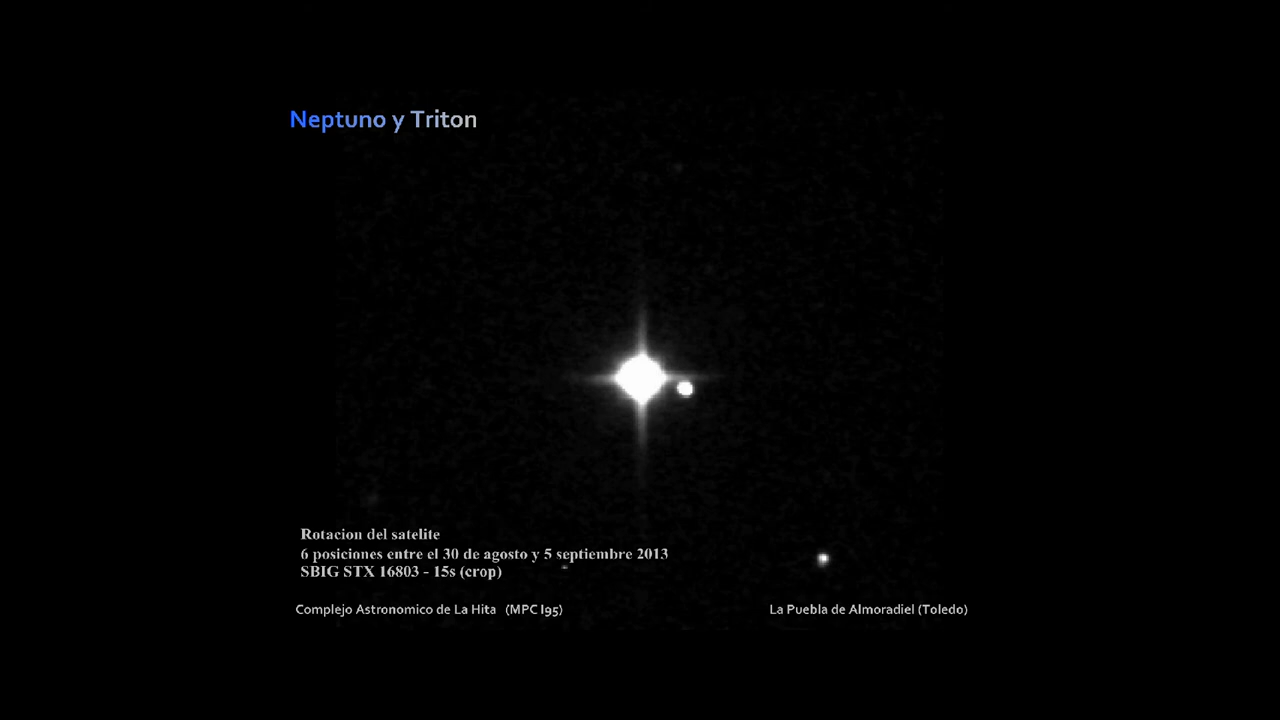 Neptuno y Triton
Rotacion del satelite
6 posiciones entre el 30 de agosto y 5 septiembre 2013
SBIG STX 16803 - 15s (crop)
Complejo Astronomico de La Hita (MPC I95)
La Puebla de Almoradiel (Toledo)